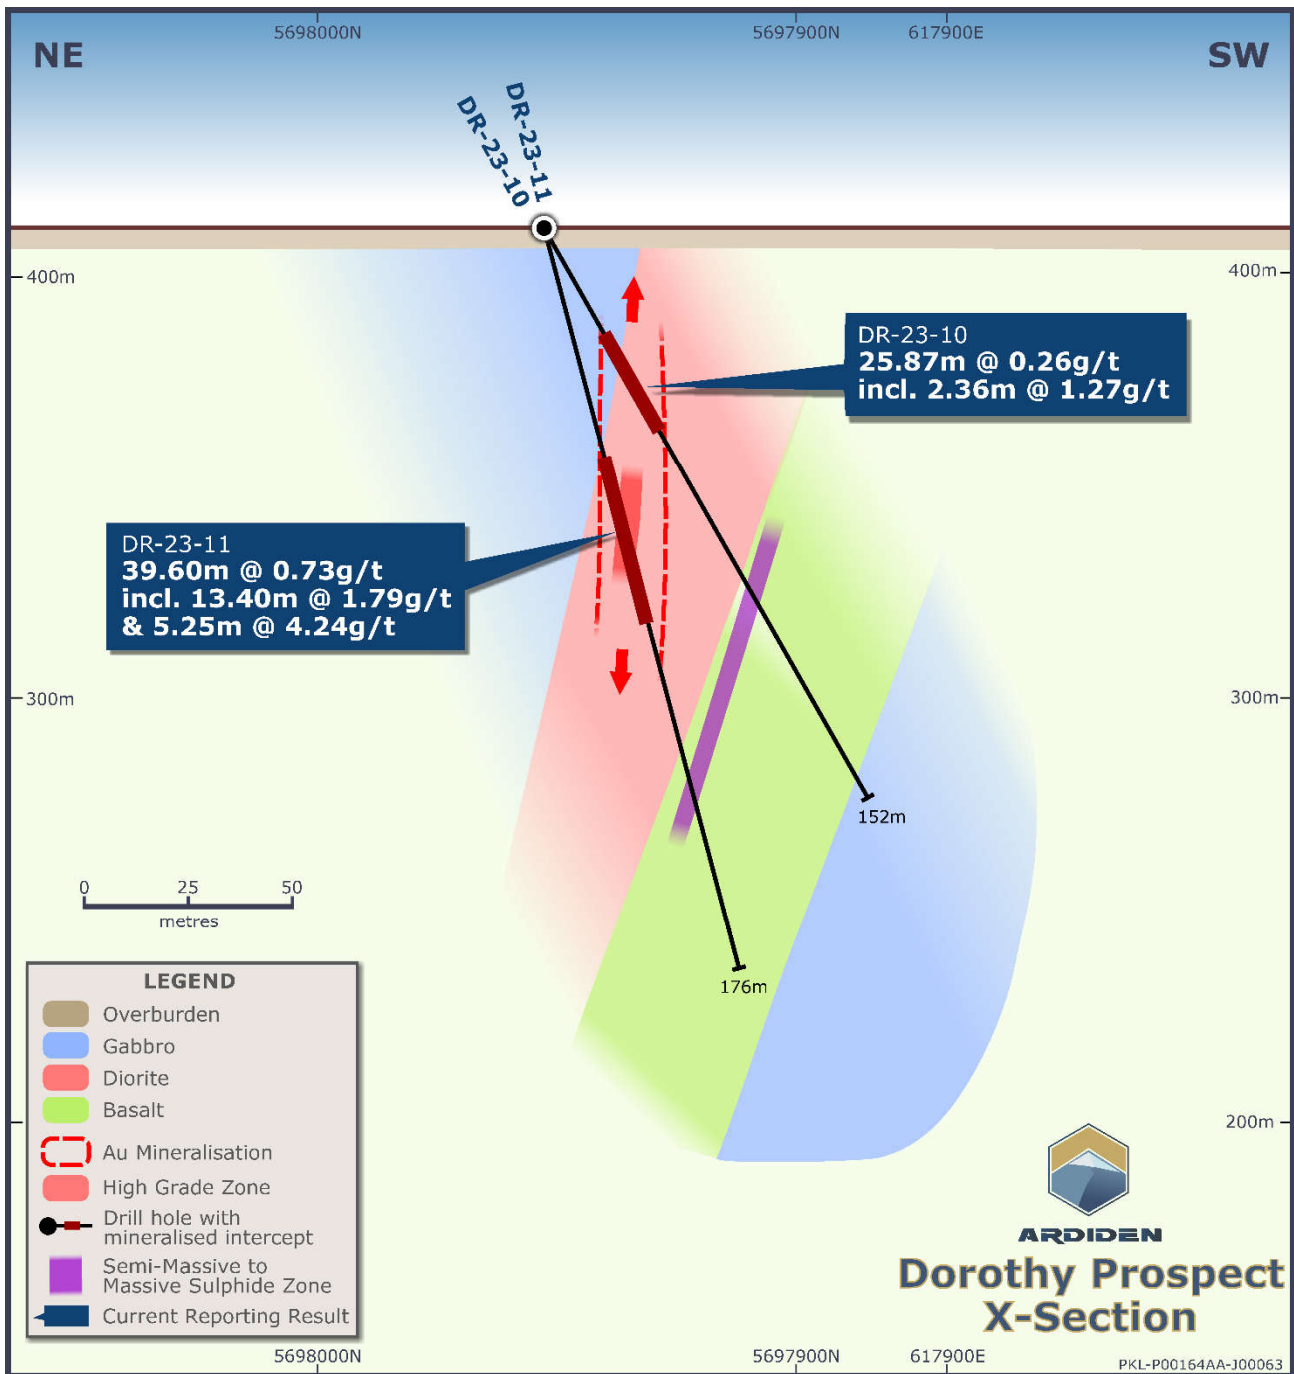 5698000N
5697900N
617900E
NE
SW
DR-23-11
DR-23-10
400m
400m
DR-23-10
25.87m @ 0.26g/t
incl. 2.36m @ 1.27g/t
DR-23-11
39.60m @ 0.73g/t
incl. 13.40m @ 1.79g/t
& 5.25m @ 4.24g/t
300m
300m
152m
0 25 50
metres
176m
LEGEND
Overburden
Gabbro
Diorite
Basalt
Au Mineralisation
High Grade Zone
Drill hole with
mineralised intercept
Semi-Massive to
Massive Sulphide Zone
Current Reporting Result
200m
ARDIDEN
Dorothy Prospect
X-Section
5698000N
5697900N
617900E
PKL-P00164AA-J00063